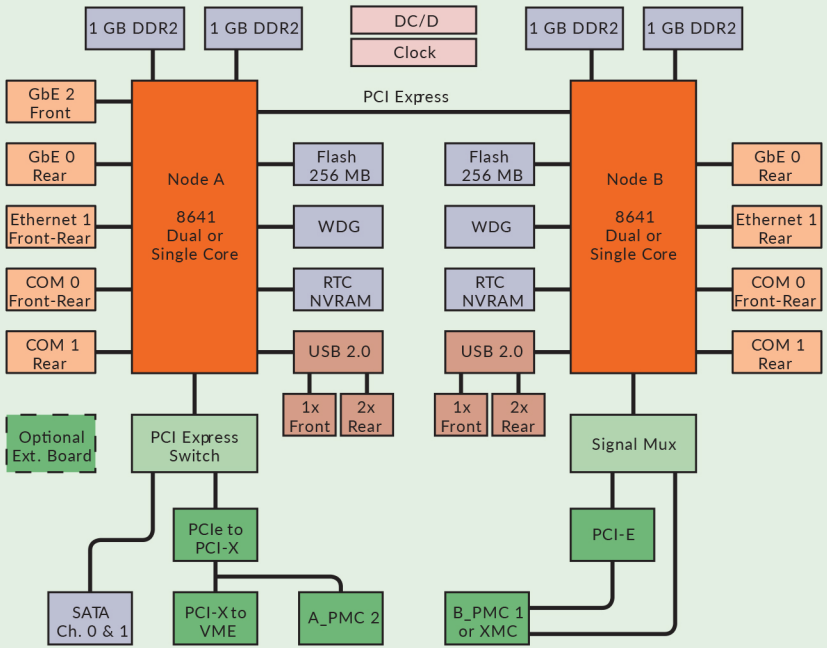 1 GB DDR2
1 GB DDR2
DC/D
Clock
1 GB DDR2
1 GB DDR2
PCI Express
GbE 2
Front
GbE 0
Rear
Ethernet 1
Front-Rear
COM 0
Front-Rear
COM 1
Rear
Node A
8641
Dual or
Single Core
Flash
256 MB
WDG
RTC
NVRAM
USB 2.0
1x
Front
2x
Rear
Flash
256 MB
WDG
RTC
NVRAM
USB 2.0
1x
Front
2x
Rear
Node B
8641
Dual or
Single Core
GbE 0
Rear
Ethernet 1
Rear
COM 0
Front-Rear
COM 1
Rear
Optional
Ext. Board
PCI Express
Switch
Signal Mux
PCIe to
PCI-X
PCI-E
SATA
Ch. 0 & 1
PCI-X to
VME
A_PMC 2
B_PMC 1
or XMC